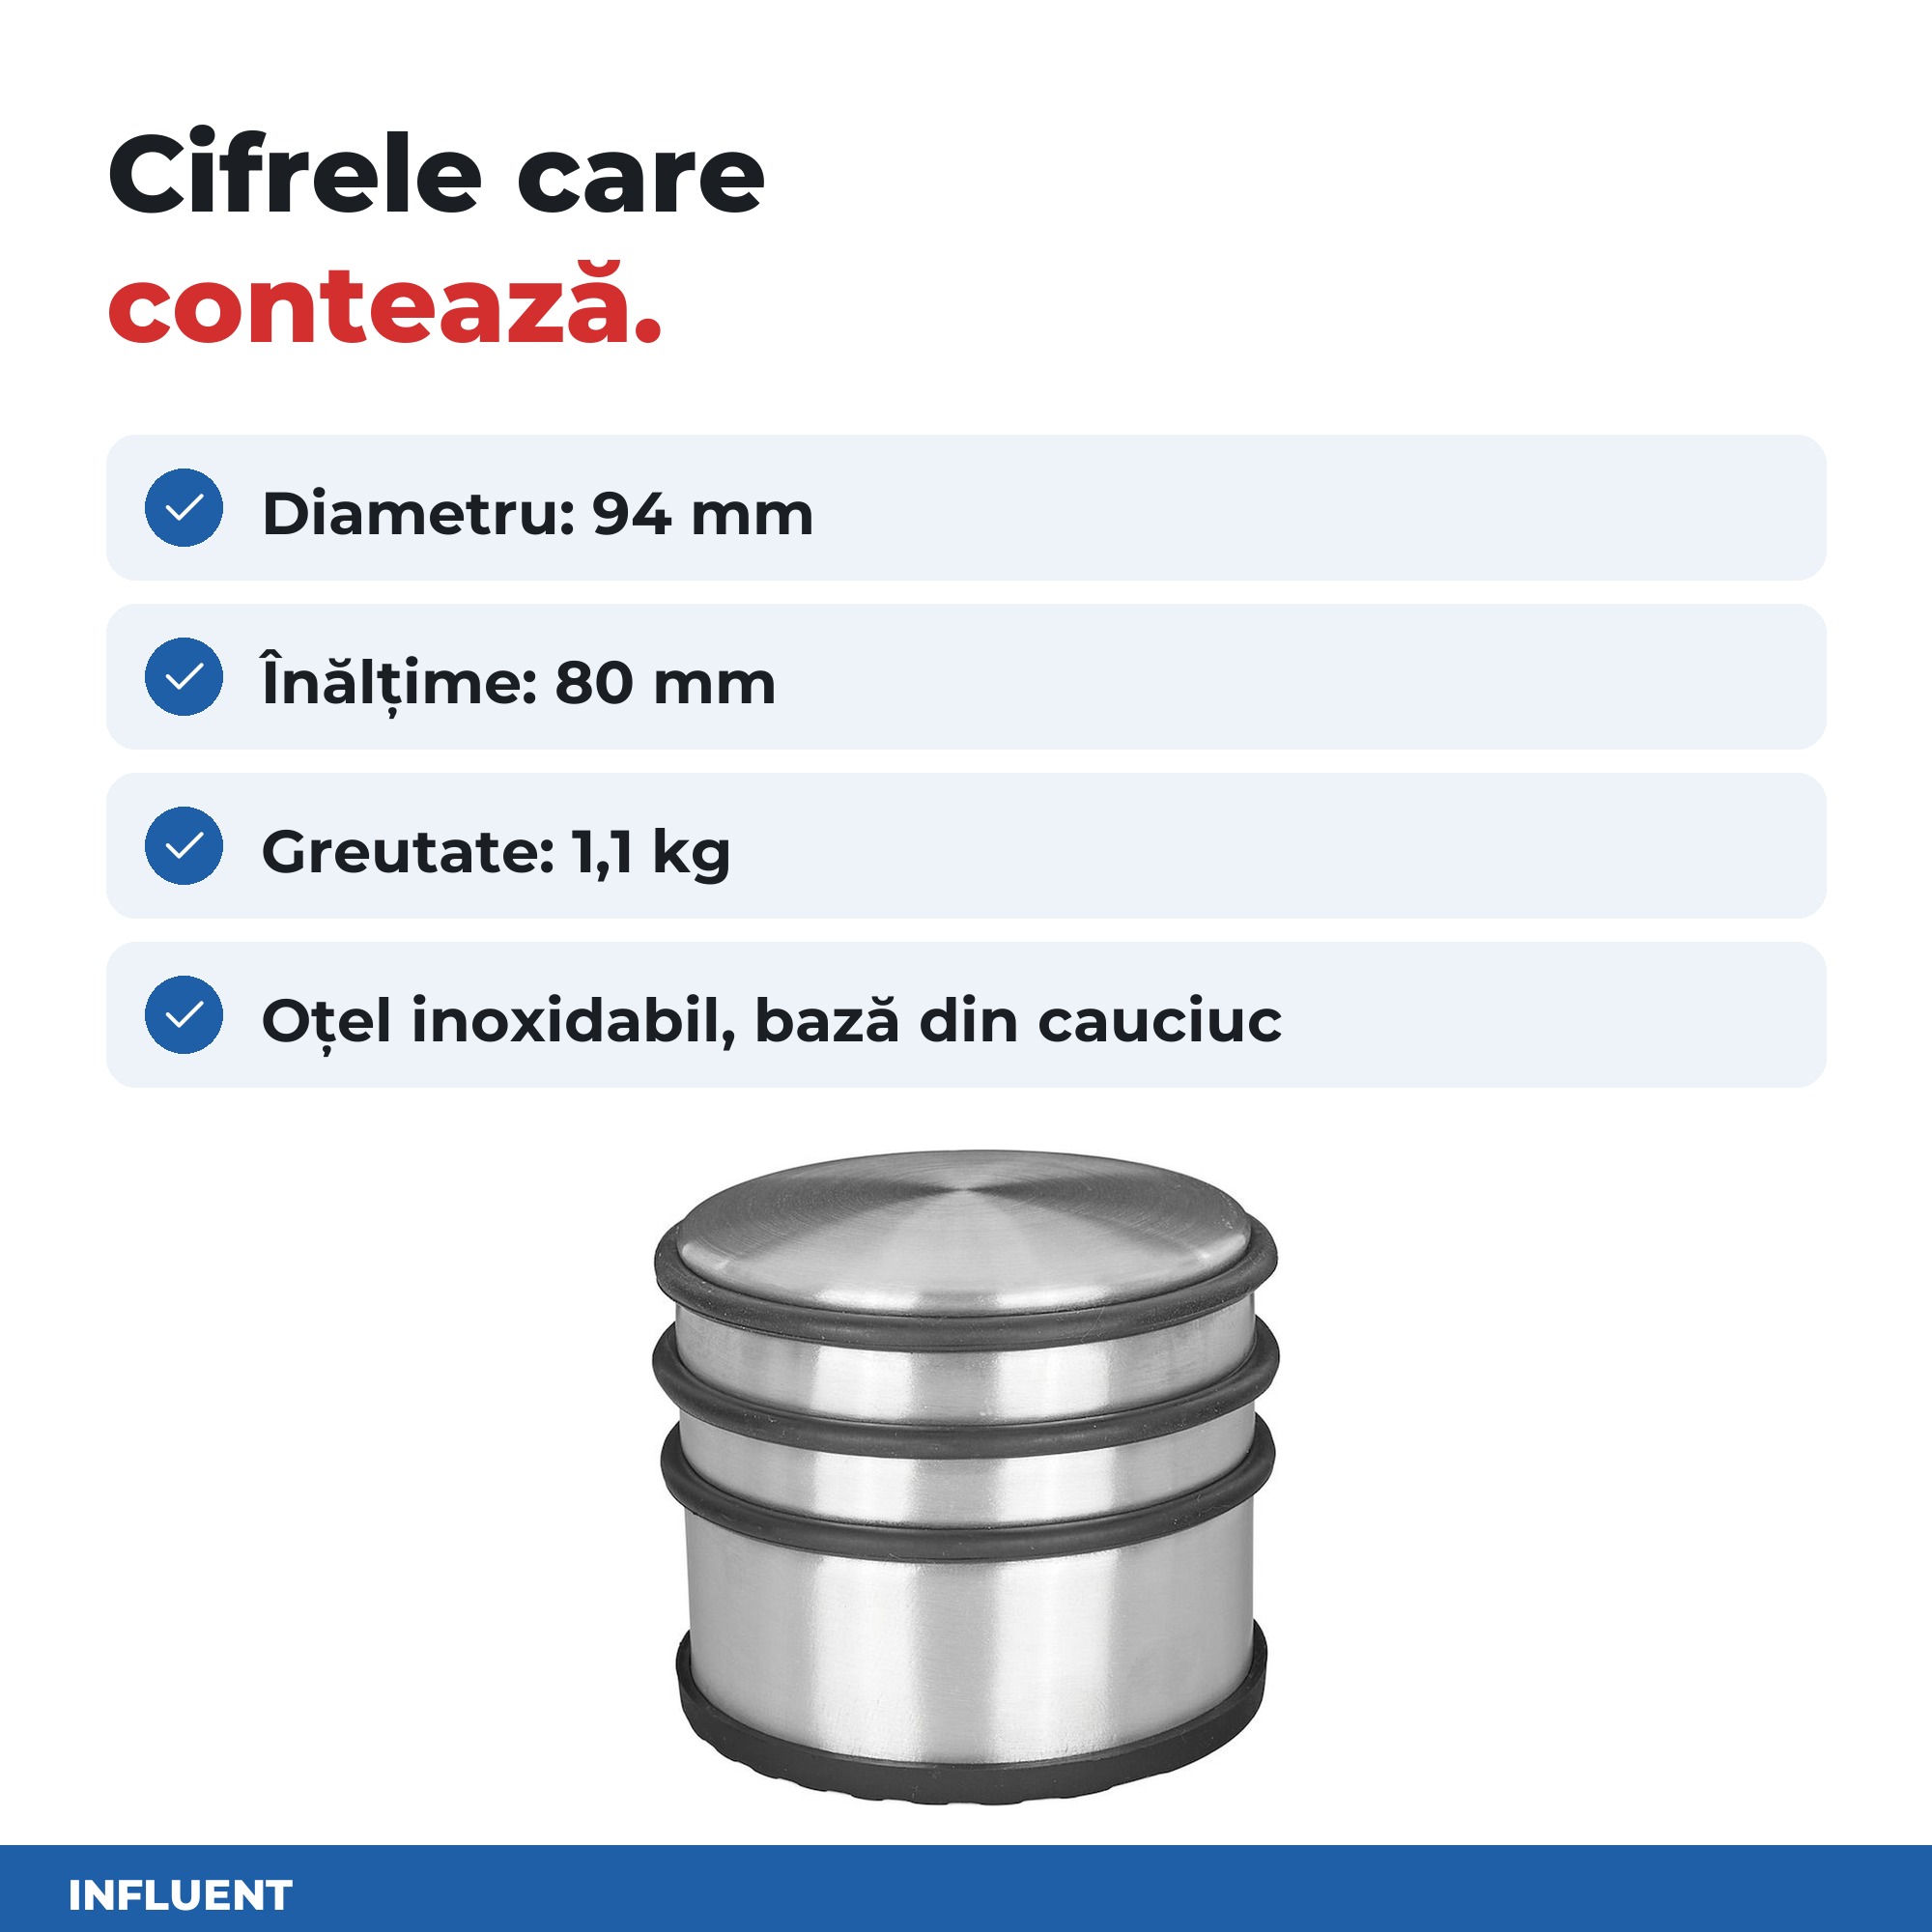 Cifrele care
contează.
Diametru: 94 mm
Înălțime: 80 mm
Greutate: 1,1 kg
Oțel inoxidabil, bază din cauciuc
INFLUENT